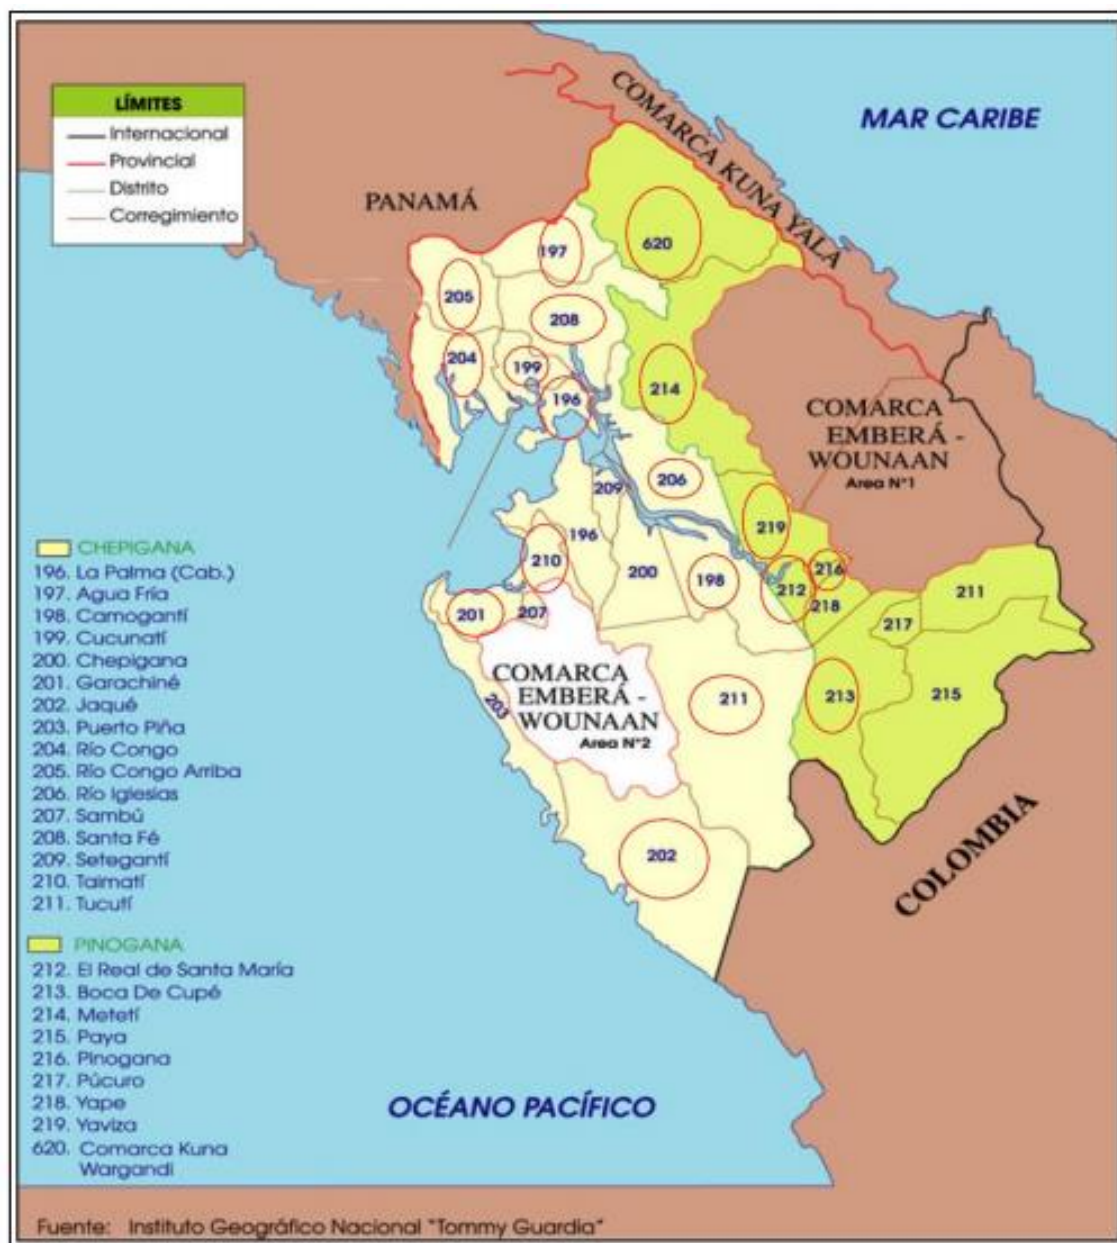 LÍMITES
Internacional
Provincial
Distrito
Corregimiento
MAR CARIBE
COMARCA KUNA YALA
PANAMÁ
197
620
205
208
204
199
214
196
COMARCA
EMBERÁ -
WOUNAAN
Area N°1
206
209
219
196
210
200
198
212
216
218
211
217
201
207
COMARCA
EMBERÁ -
WOUNAAN
Area N°2
203
211
213
215
202
COLOMBIA
CHEPIGANA
196. La Palma (Cab.)
197. Agua Fría
198. Camogantí
199. Cucunatí
200. Chepigana
201. Garachiné
202. Jaqué
203. Puerto Piña
204. Río Congo
205. Río Congo Arriba
206. Río Iglesias
207. Sambú
208. Santa Fé
209. Setegantí
210. Taimatí
211. Tucutí
PINOGANA
212. El Real de Santa María
213. Boca De Cupé
214. Metetí
215. Paya
216. Pinogana
217. Púcuro
218. Yape
219. Yaviza
620. Comarca Kuna
Wargandi
OCÉANO PACÍFICO
Fuente: Instituto Geográfico Nacional "Tommy Guardia"